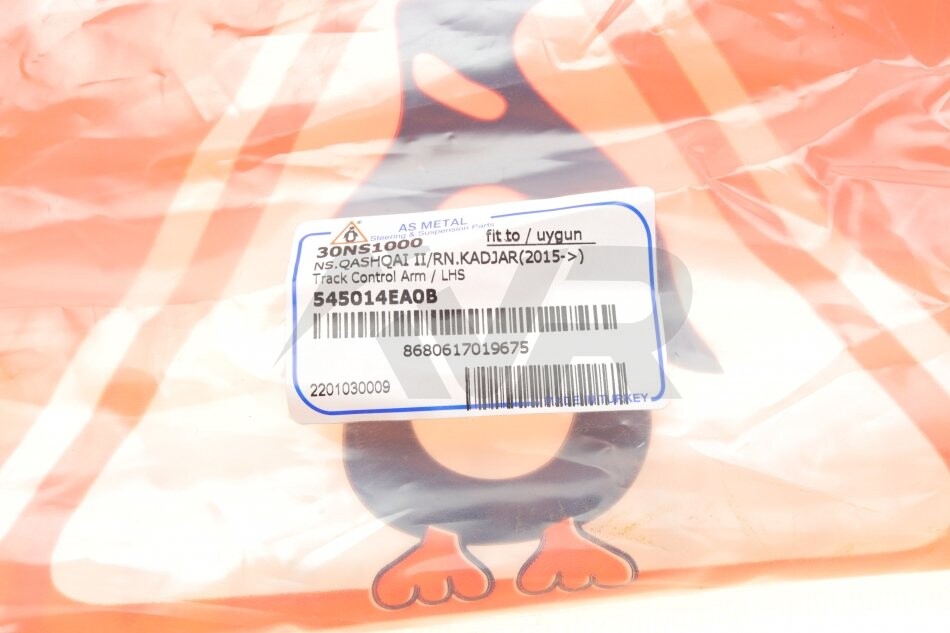 AS METAL
Steering & Suspension Parts
30NS1000
fit to / uygun
NS.QASHQAI II/RN.KADJAR(2015->)
Track Control Arm / LHS
545014EA0B
8680617019675
2201030009
MADE IN TURKEY
AVR